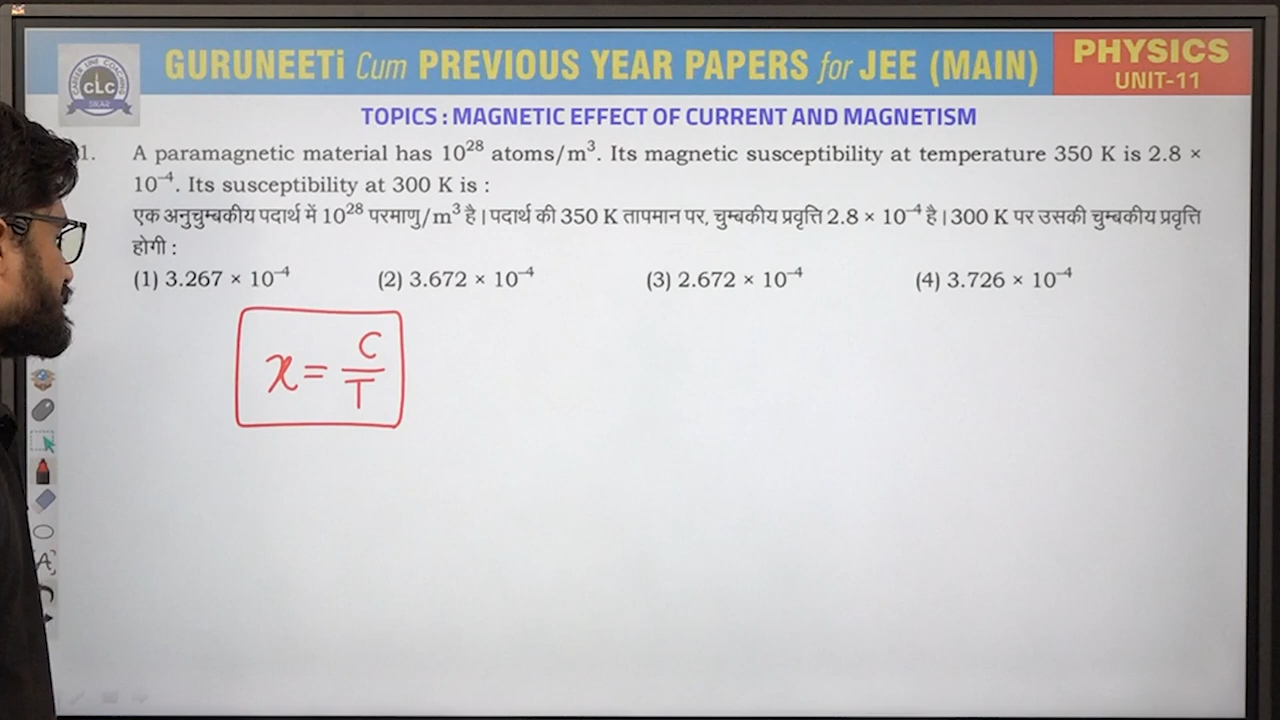 GURUNEETi Cum PREVIOUS YEAR PAPERS for JEE (MAIN)
PHYSICS
UNIT-11
CLC
SIKAR
TOPICS : MAGNETIC EFFECT OF CURRENT AND MAGNETISM
1. A paramagnetic material has 10²⁸ atoms/m³. Its magnetic susceptibility at temperature 350 K is 2.8 ×
10⁻⁴. Its susceptibility at 300 K is :
एक अनुचुम्बकीय पदार्थ में 10²⁸ परमाणु/m³ है। पदार्थ की 350 K तापमान पर, चुम्बकीय प्रवृत्ति 2.8 × 10⁻⁴ है। 300 K पर उसकी चुम्बकीय प्रवृत्ति
होगी :
(1) 3.267 × 10⁻⁴ (2) 3.672 × 10⁻⁴ (3) 2.672 × 10⁻⁴ (4) 3.726 × 10⁻⁴
x = C/T